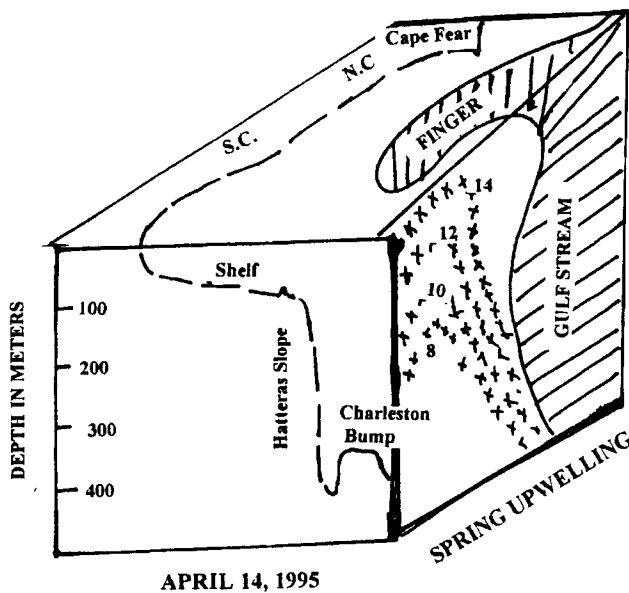 Cape Fear
N.C
S.C.
FINGER
14
12
10
8
GULF STREAM
Shelf
100
200
300
400
DEPTH IN METERS
Hatteras Slope
Charleston
Bump
SPRING UPWELLING
APRIL 14, 1995